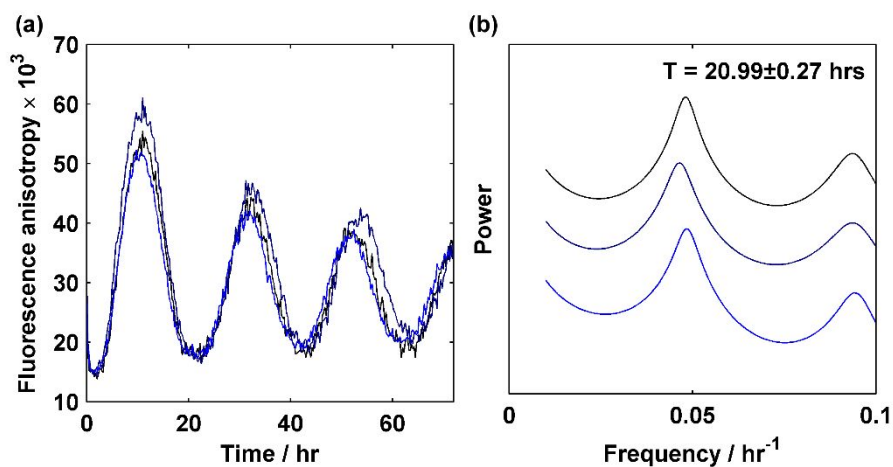 (a)
70
60
50
40
30
20
10
Fluorescence anisotropy × 10³
0 20 40 60
Time / hr
(b)
T = 20.99±0.27 hrs
Power
0 0.05 0.1
Frequency / hr⁻¹